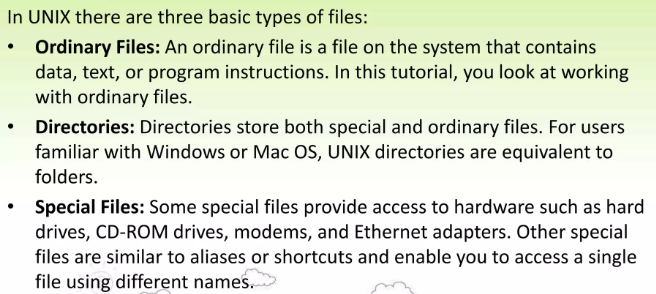 In UNIX there are three basic types of files:
• Ordinary Files: An ordinary file is a file on the system that contains
data, text, or program instructions. In this tutorial, you look at working
with ordinary files.
• Directories: Directories store both special and ordinary files. For users
familiar with Windows or Mac OS, UNIX directories are equivalent to
folders.
• Special Files: Some special files provide access to hardware such as hard
drives, CD-ROM drives, modems, and Ethernet adapters. Other special
files are similar to aliases or shortcuts and enable you to access a single
file using different names.